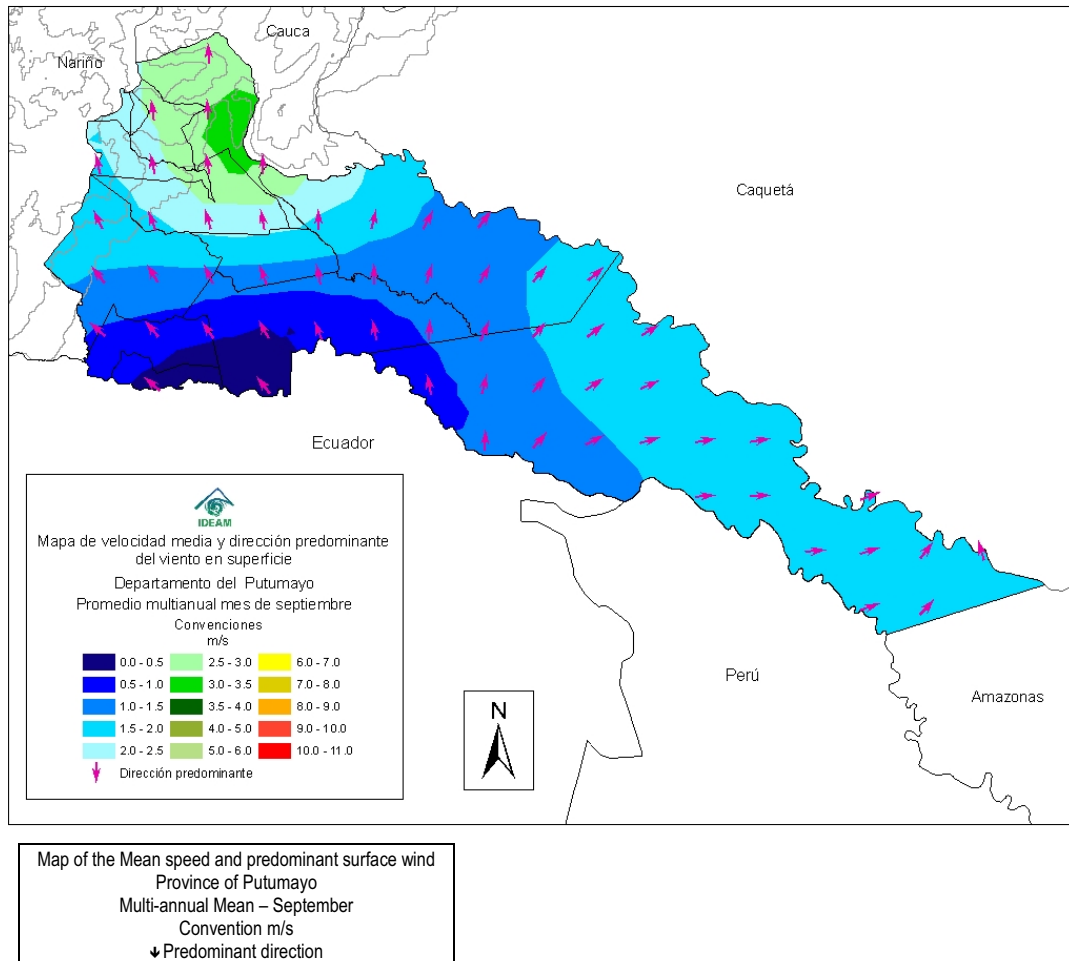 Cauca
Nariño
Caquetá
Ecuador
IDEAM
Mapa de velocidad media y dirección predominante
del viento en superficie
Departamento del Putumayo
Promedio multianual mes de septiembre
Convenciones
m/s
0.0 - 0.5 2.5 - 3.0 6.0 - 7.0
0.5 - 1.0 3.0 - 3.5 7.0 - 8.0
1.0 - 1.5 3.5 - 4.0 8.0 - 9.0
1.5 - 2.0 4.0 - 5.0 9.0 - 10.0
2.0 - 2.5 5.0 - 6.0 10.0 - 11.0
Dirección predominante
N
Perú
Amazonas
Map of the Mean speed and predominant surface wind
Province of Putumayo
Multi-annual Mean – September
Convention m/s
Predominant direction